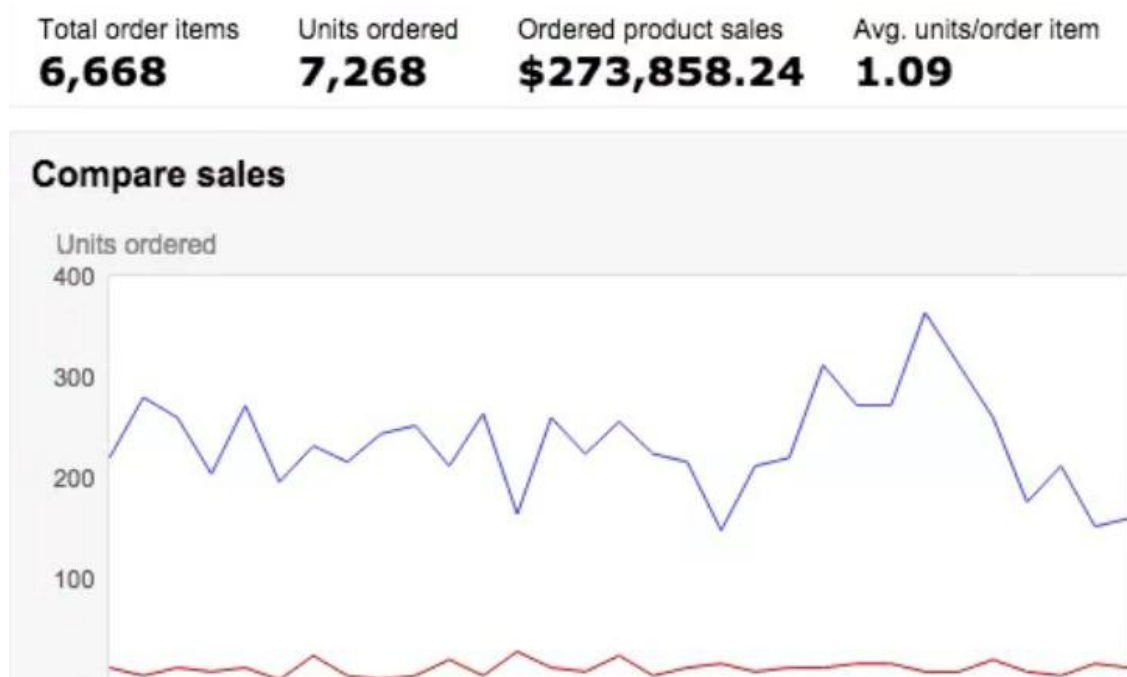 Total order items Units ordered Ordered product sales Avg. units/order item
6,668 7,268 $273,858.24 1.09
Compare sales
Units ordered
400
300
200
100